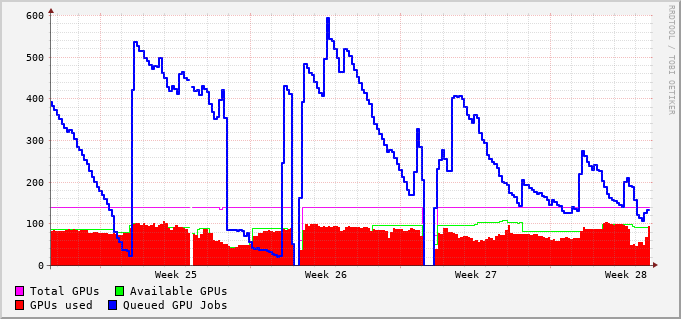 600
500
400
300
200
100
0
Week 25 Week 26 Week 27 Week 28
Total GPUs Available GPUs
GPUs used Queued GPU Jobs
RRDTOOL / TOBI OETIKER